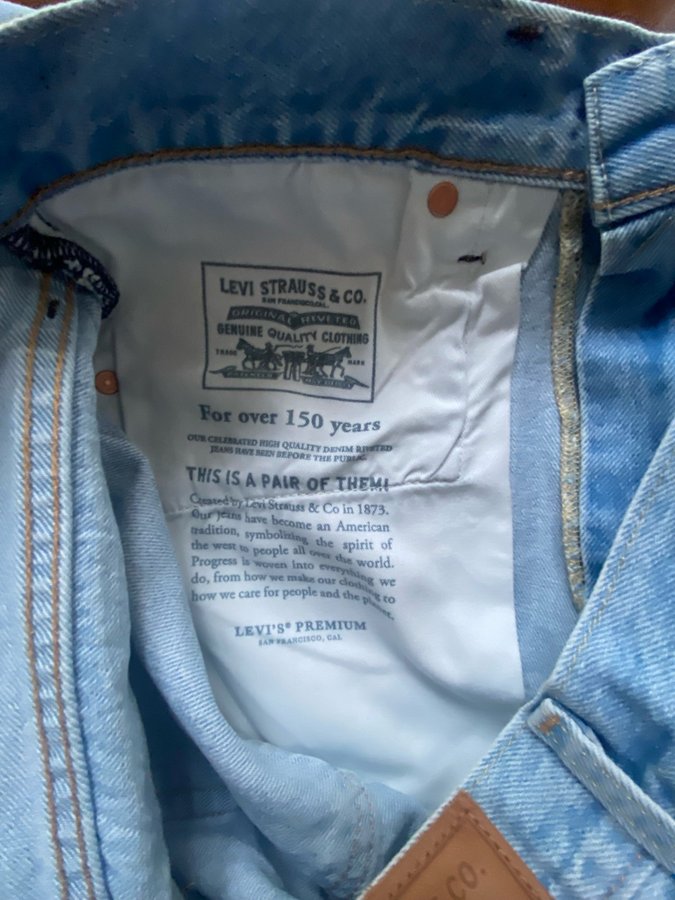 LEVI STRAUSS & CO.
SAN FRANCISCO, CAL.
ORIGINAL RIVETED
GENUINE QUALITY CLOTHING
TRADE MARK
For over 150 years
OUR CELEBRATED HIGH QUALITY DENIM RIVETED
JEANS HAVE BEEN BEFORE THE PUBLIC
THIS IS A PAIR OF THEM!
Created by Levi Strauss & Co in 1873.
Our jeans have become an American
tradition, symbolizing the spirit of
the west to people all over the world.
Progress is woven into everything we
do, from how we make our clothing to
how we care for people and the planet.
LEVI'S® PREMIUM
SAN FRANCISCO, CAL
CO.